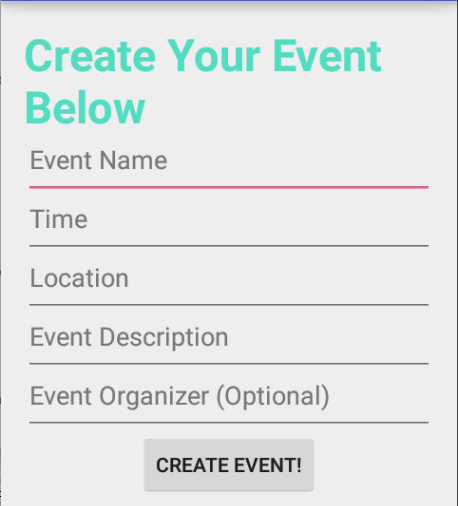 Create Your Event
Below
Event Name
Time
Location
Event Description
Event Organizer (Optional)
CREATE EVENT!